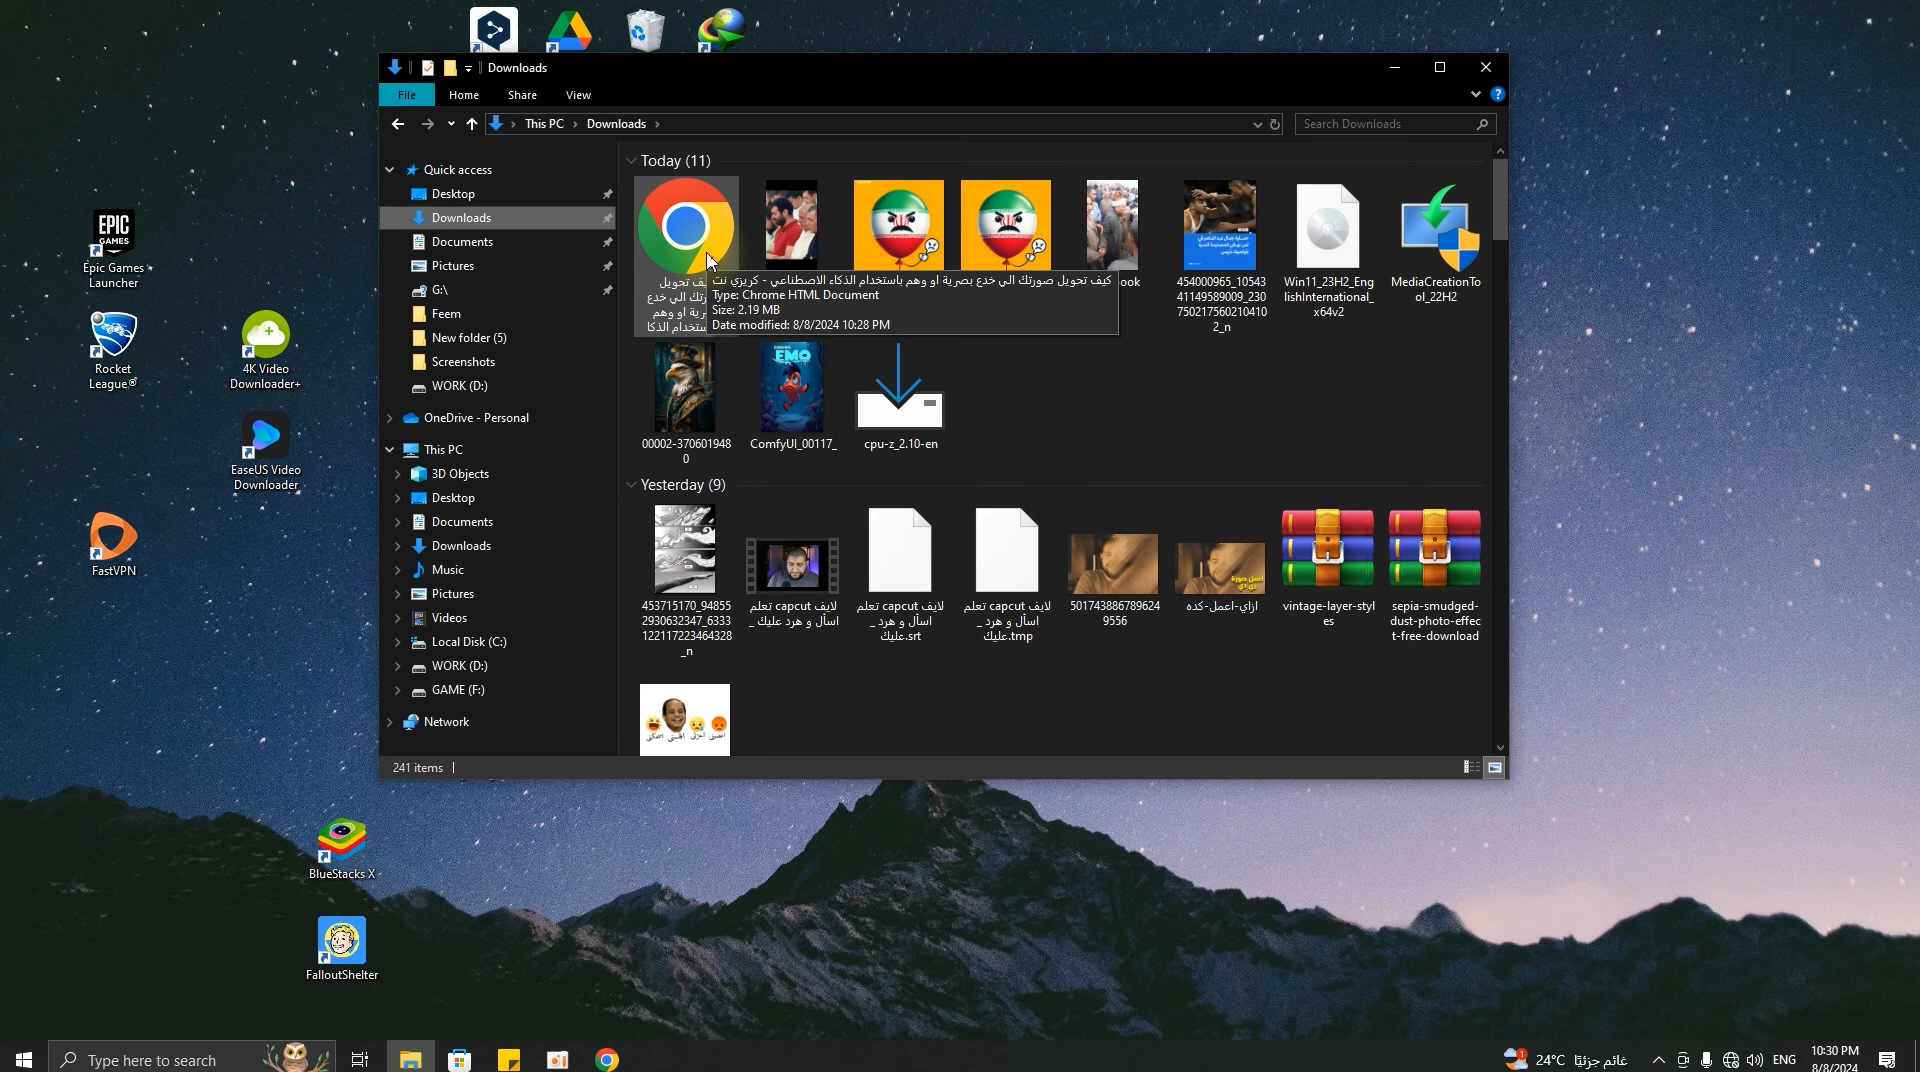 Downloads
File
Home
Share
View
This PC
Downloads
Search Downloads
Quick access
Desktop
Downloads
Documents
Pictures
G:\
Feem
New folder (5)
Screenshots
WORK (D:)
OneDrive - Personal
This PC
3D Objects
Desktop
Documents
Downloads
Music
Pictures
Videos
Local Disk (C:)
WORK (D:)
GAME (F:)
Network
241 items
Today (11)
كيف تحويل صورتك الي خدع بصرية او وهم باستخدام الذكاء الاصطناعي - كريزي نت
Type: Chrome HTML Document
Size: 2.19 MB
Date modified: 8/8/2024 10:28 PM
454000965_10543
41149589009_230
750217560210410
2_n
Win11_23H2_Eng
lishInternational_
x64v2
MediaCreationTo
ol_22H2
EMO
00002-370601948
0
ComfyUI_00117_
cpu-z_2.10-en
Yesterday (9)
453715170_94855
2930632347_6333
122117223464328
_n
لايف capcut تعلم
اسأل و هرد عليك _
لايف capcut تعلم
اسأل و هرد _
عليك.srt
لايف capcut تعلم
اسأل و هرد _
عليك.tmp
501743886789624
9556
ازاي-اعمل-كده
vintage-layer-styl
es
sepia-smudged-
dust-photo-effec
t-free-download
Epic Games
Launcher
EPIC
GAMES
Rocket
League®
4K Video
Downloader+
EaseUS Video
Downloader
FastVPN
BlueStacks X
FalloutShelter
Type here to search
24°C غائم جزئيًا
ENG
10:30 PM
8/8/2024